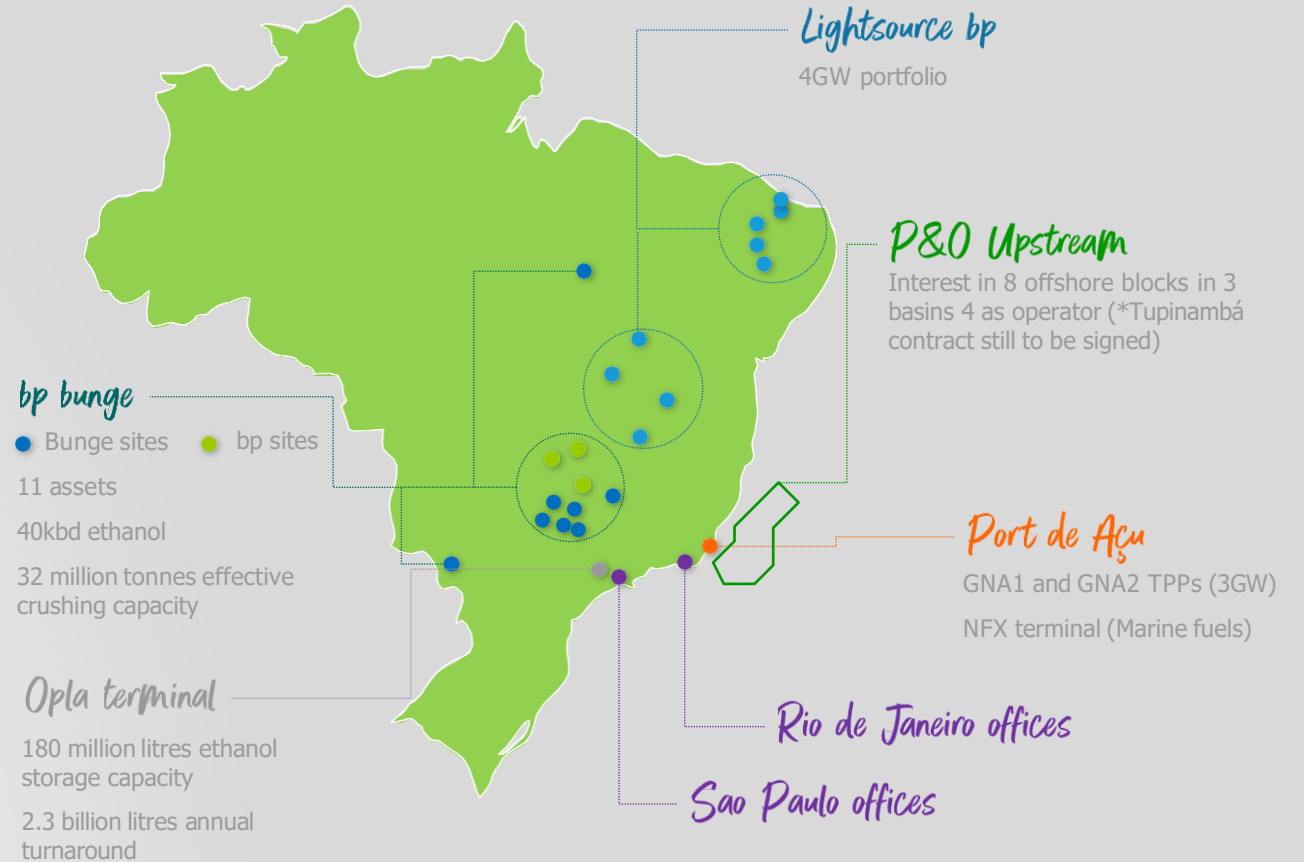 Lightsource bp
4GW portfolio
P&O Upstream
Interest in 8 offshore blocks in 3
basins 4 as operator (*Tupinambá
contract still to be signed)
bp bunge
Bunge sites
bp sites
11 assets
40kbd ethanol
32 million tonnes effective
crushing capacity
Port de Açu
GNA1 and GNA2 TPPs (3GW)
NFX terminal (Marine fuels)
Opla terminal
180 million litres ethanol
storage capacity
2.3 billion litres annual
turnaround
Rio de Janeiro offices
Sao Paulo offices